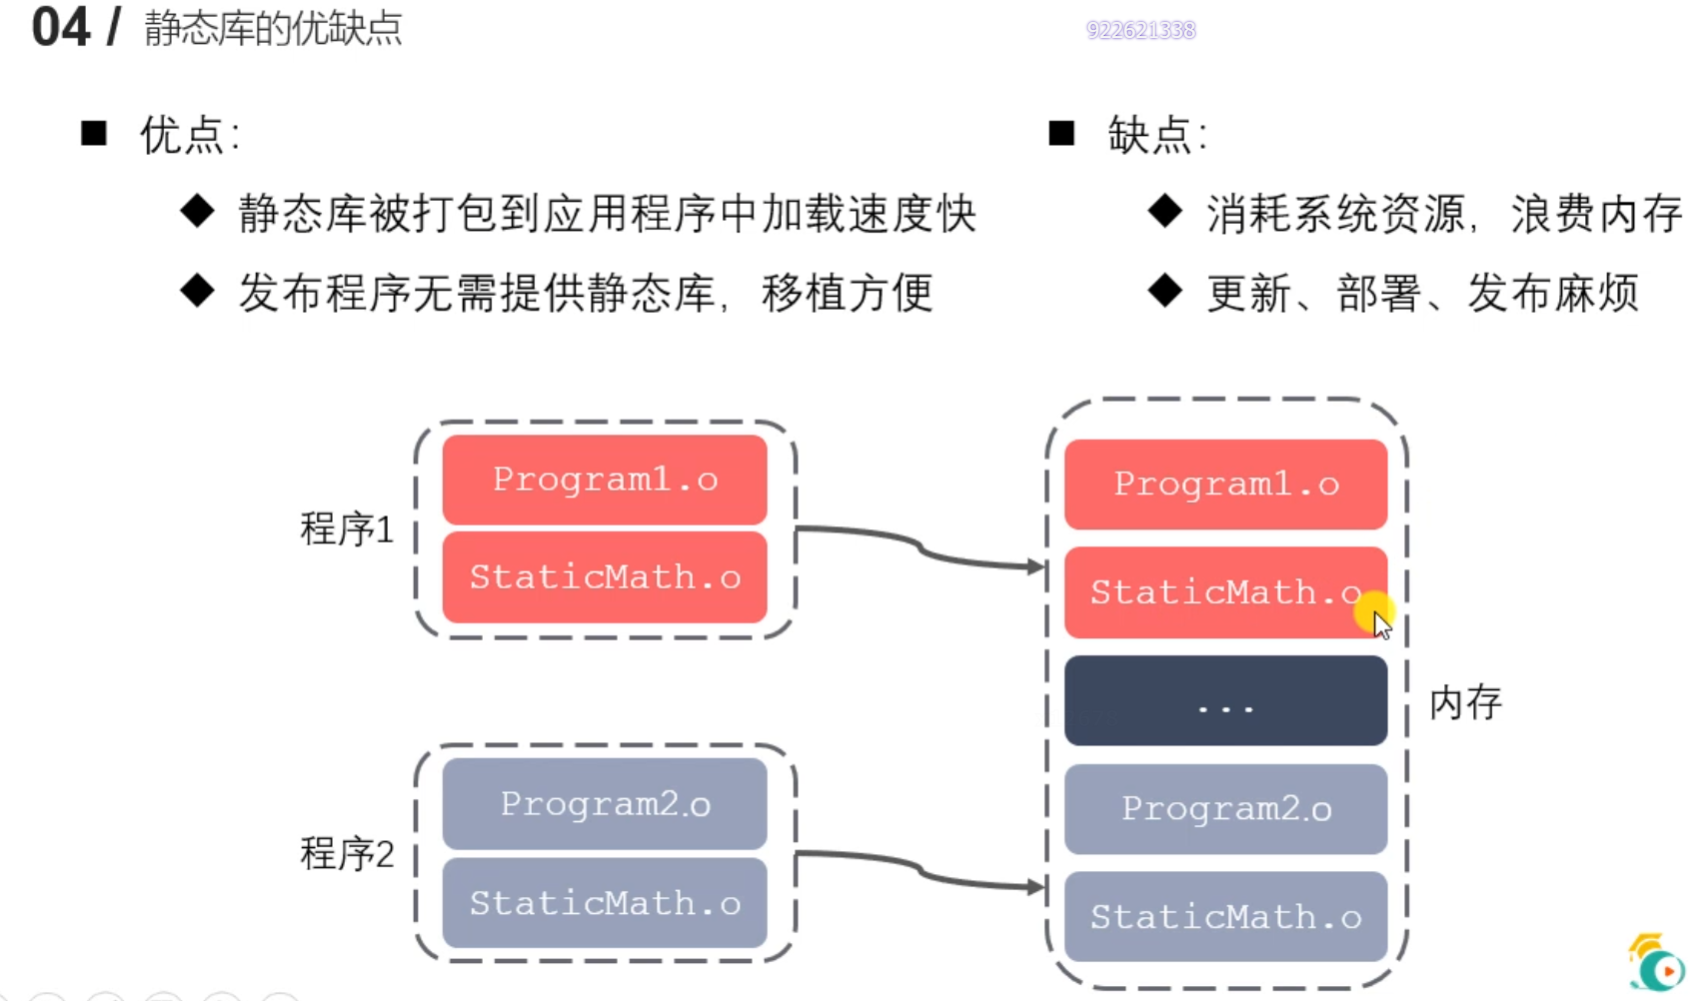 04 / 静态库的优缺点
922621338
优点：
静态库被打包到应用程序中加载速度快
发布程序无需提供静态库，移植方便
缺点：
消耗系统资源，浪费内存
更新、部署、发布麻烦
程序1
Program1.o
StaticMath.o
程序2
Program2.o
StaticMath.o
Program1.o
StaticMath.o
...
Program2.o
StaticMath.o
内存